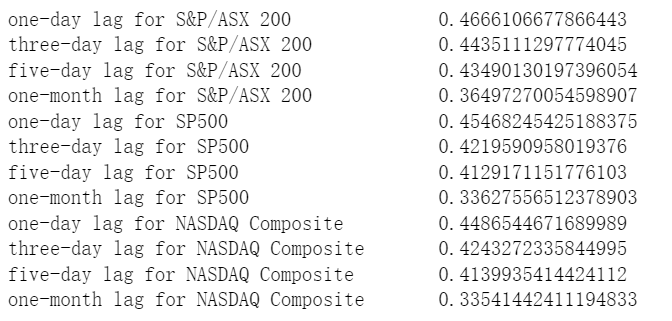 one-day lag for S&P/ASX 200 0.4666106677866443
three-day lag for S&P/ASX 200 0.4435111297774045
five-day lag for S&P/ASX 200 0.43490130197396054
one-month lag for S&P/ASX 200 0.36497270054598907
one-day lag for SP500 0.45468245425188375
three-day lag for SP500 0.4219590958019376
five-day lag for SP500 0.4129171151776103
one-month lag for SP500 0.33627556512378903
one-day lag for NASDAQ Composite 0.4486544671689989
three-day lag for NASDAQ Composite 0.4243272335844995
five-day lag for NASDAQ Composite 0.4139935414424112
one-month lag for NASDAQ Composite 0.33541442411194833